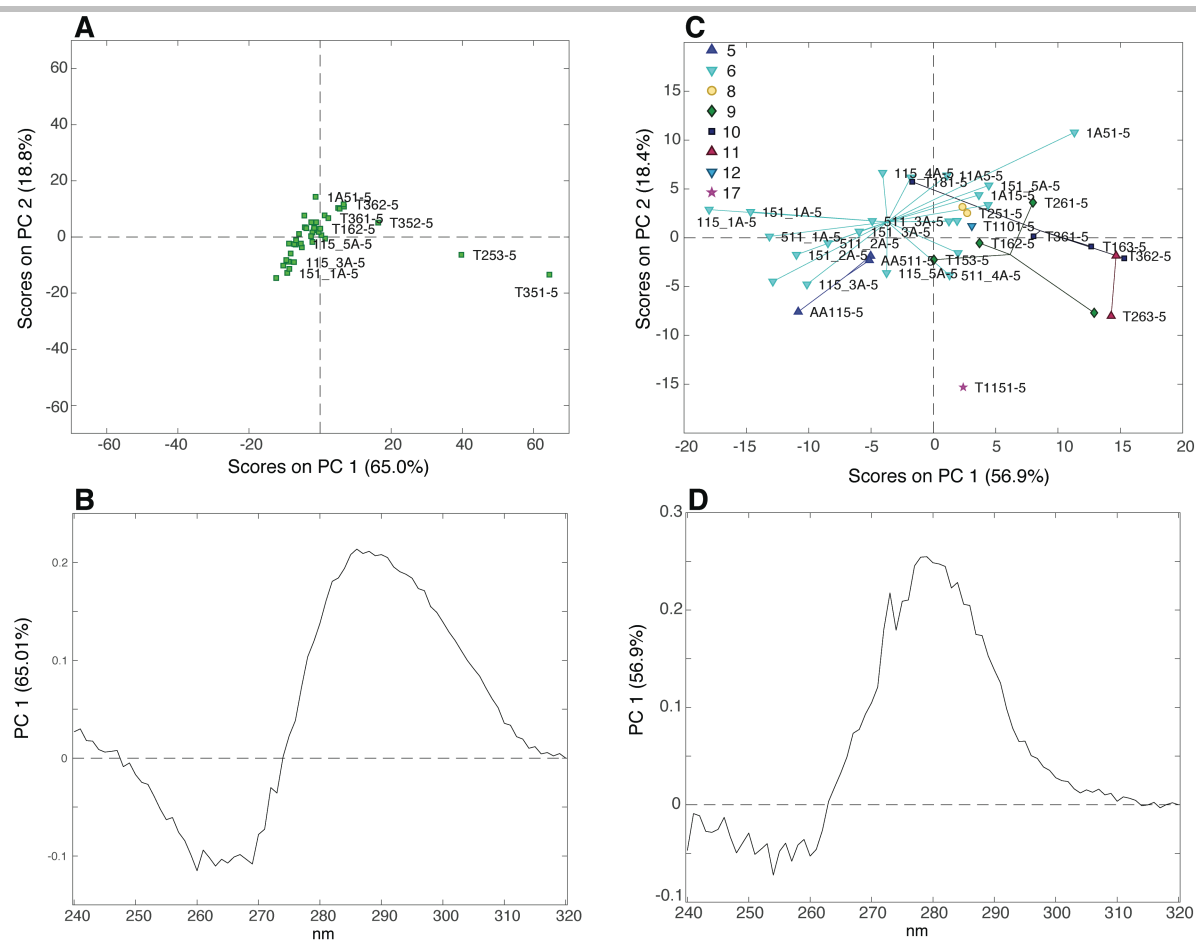 A
60
40
20
0
-20
-40
-60
-60
-40
-20
0
20
40
60
Scores on PC 2 (18.8%)
Scores on PC 1 (65.0%)
1A51-5
T362-5
T361-5
T352-5
T162-5
115_5A-5
T253-5
115_3A-5
151_1A-5
T351-5
C
5
6
8
9
10
11
12
17
15
10
5
0
-5
-10
-15
-20
-15
-10
-5
0
5
10
15
20
Scores on PC 2 (18.4%)
Scores on PC 1 (56.9%)
1A51-5
115_4A-5
11A5-5
T181-5
151_5A-5
1A15-5
T261-5
115_1A-5
151_1A-5
T251-5
511_3A-5
T1101-5
151_3A-5
T361-5
511_1A-5
511_2A-5
T162-5
T163-5
151_2A-5
AA511-5
T153-5
T362-5
115_5A-5
511_4A-5
115_3A-5
AA115-5
T263-5
T1151-5
B
0.2
0.1
0
-0.1
240
250
260
270
280
290
300
310
320
PC 1 (65.01%)
nm
D
0.3
0.2
0.1
0
-0.1
240
250
260
270
280
290
300
310
320
PC 1 (56.9%)
nm